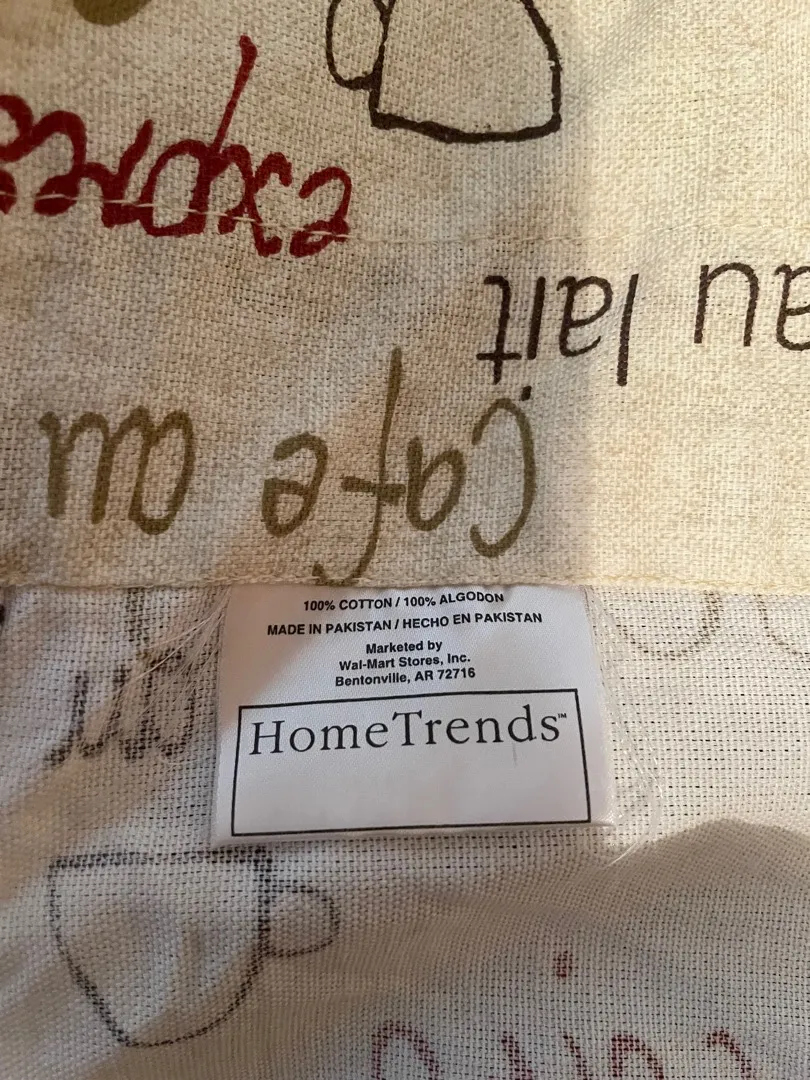 expres
au lait
Cafe au
100% COTTON / 100% ALGODON
MADE IN PAKISTAN / HECHO EN PAKISTAN
Marketed by
Wal-Mart Stores, Inc.
Bentonville, AR 72716
HomeTrends™